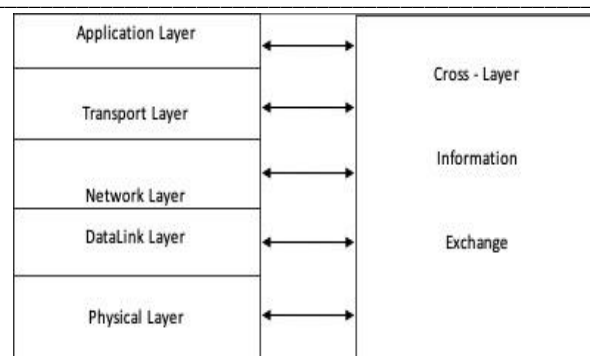 Application Layer
Transport Layer
Network Layer
DataLink Layer
Physical Layer
Cross - Layer
Information
Exchange